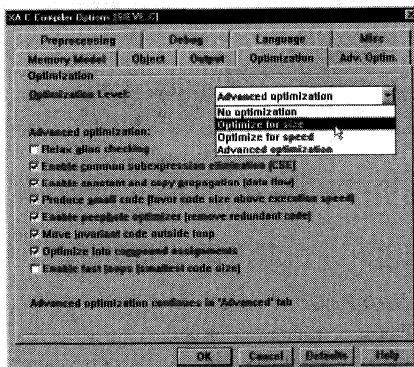 XA C Compiler Options [SIEVE.C]
Preprocessing Debug Language Misc
Memory Model Object Output Optimization Adv. Optim.
Optimization
Optimization Level:
Advanced optimization
No optimization
Optimize for size
Optimize for speed
Advanced optimization
Advanced optimization:
Relax alias checking
Enable common subexpression elimination (CSE)
Enable constant and copy propagation (data flow)
Produce small code (favor code size above execution speed)
Enable peephole optimizer (remove redundant code)
Move invariant code outside loop
Optimize into compound assignments
Enable fast loops (smallest code size)
Advanced optimization continues in 'Advanced' tab
OK Cancel Defaults Help